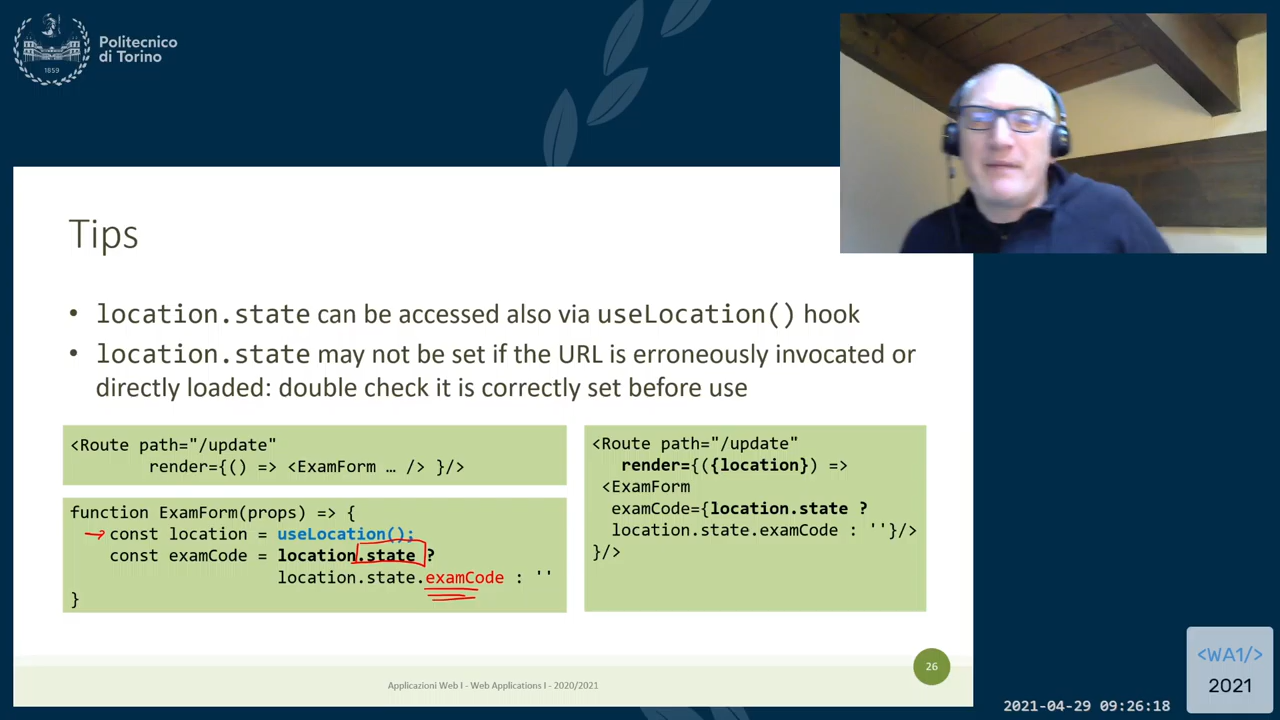 Politecnico
di Torino
1859
Tips
• location.state can be accessed also via useLocation() hook
• location.state may not be set if the URL is erroneously invocated or
directly loaded: double check it is correctly set before use
<Route path="/update"
render={() => <ExamForm … /> }/>
function ExamForm(props) => {
const location = useLocation();
const examCode = location.state ?
location.state.examCode : ''
}
<Route path="/update"
render={({location}) =>
<ExamForm
examCode={location.state ?
location.state.examCode : ''}/>
}/>
26
Applicazioni Web I - Web Applications I - 2020/2021
<WA1/>
2021
2021-04-29 09:26:18